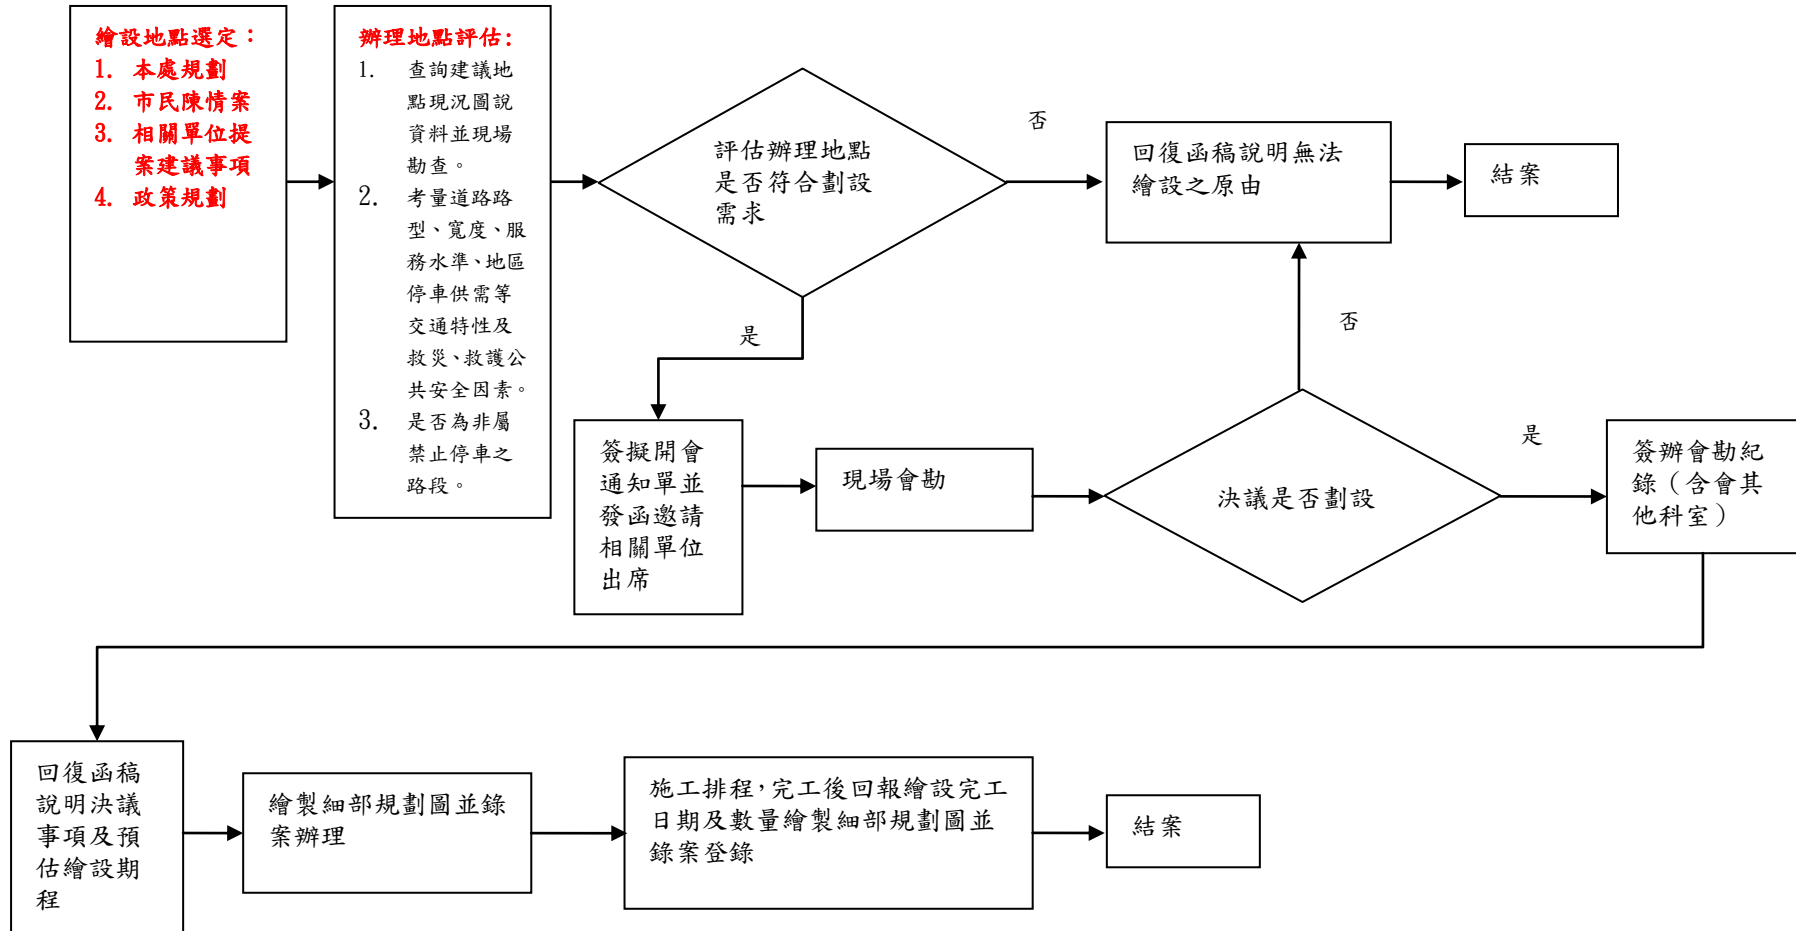 繪設地點選定：
1. 本處規劃
2. 市民陳情案
3. 相關單位提
案建議事項
4. 政策規劃
辦理地點評估:
1. 查詢建議地
點現況圖說
資料並現場
勘查。
2. 考量道路路
型、寬度、服
務水準、地區
停車供需等
交通特性及
救災、救護公
共安全因素。
3. 是否為非屬
禁止停車之
路段。
評估辦理地點
是否符合劃設
需求
否
回復函稿說明無法
繪設之原由
結案
是
簽擬開會
通知單並
發函邀請
相關單位
出席
現場會勘
決議是否劃設
否
是
簽辦會勘紀
錄（含會其
他科室）
回復函稿
說明決議
事項及預
估繪設期
程
繪製細部規劃圖並錄
案辦理
施工排程，完工後回報繪設完工
日期及數量繪製細部規劃圖並
錄案登錄
結案